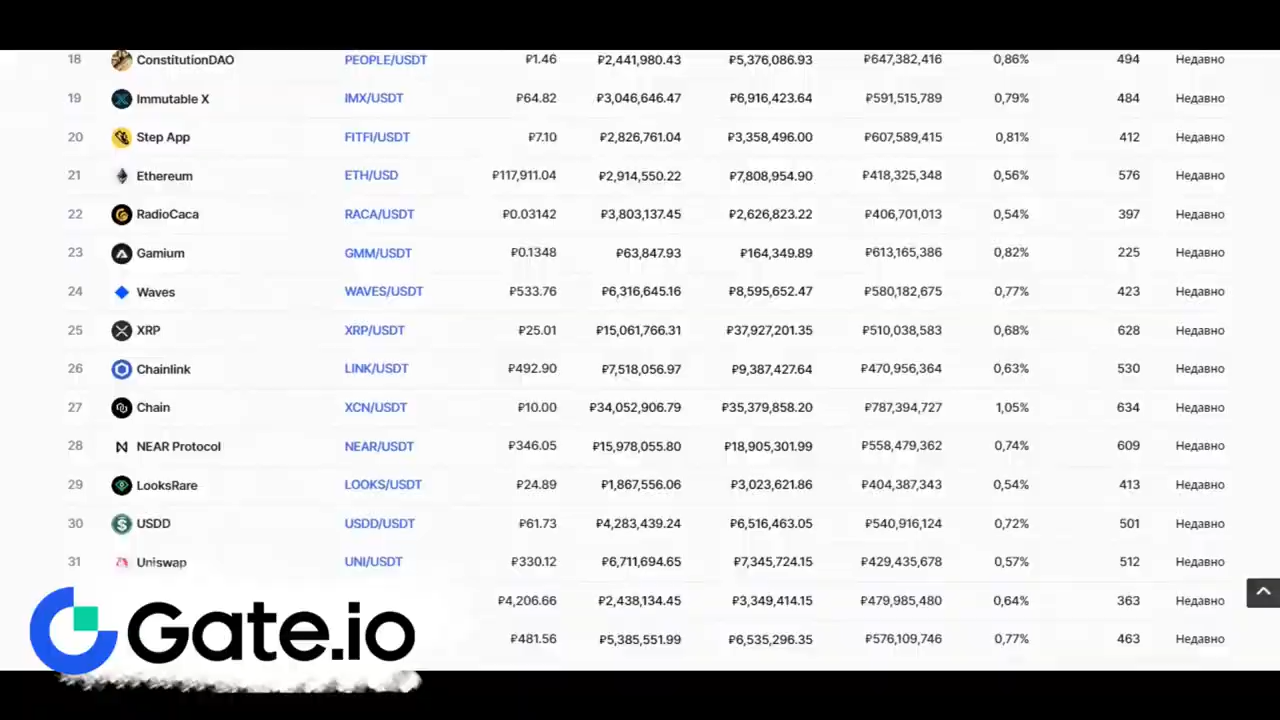 18 ConstitutionDAO PEOPLE/USDT ₽1.46 ₽2,441,980.43 ₽5,376,086.93 ₽647,382,416 0,86% 494 Недавно
19 Immutable X IMX/USDT ₽64.82 ₽3,046,646.47 ₽6,916,423.64 ₽591,515,789 0,79% 484 Недавно
20 Step App FITFI/USDT ₽7.10 ₽2,826,761.04 ₽3,358,496.00 ₽607,589,415 0,81% 412 Недавно
21 Ethereum ETH/USD ₽117,911.04 ₽2,914,550.22 ₽7,808,954.90 ₽418,325,348 0,56% 576 Недавно
22 RadioCaca RACA/USDT ₽0.03142 ₽3,803,137.45 ₽2,626,823.22 ₽406,701,013 0,54% 397 Недавно
23 Gamium GMM/USDT ₽0.1348 ₽63,847.93 ₽164,349.89 ₽613,165,386 0,82% 225 Недавно
24 Waves WAVES/USDT ₽533.76 ₽6,316,645.16 ₽8,595,652.47 ₽580,182,675 0,77% 423 Недавно
25 XRP XRP/USDT ₽25.01 ₽15,061,766.31 ₽37,927,201.35 ₽510,038,583 0,68% 628 Недавно
26 Chainlink LINK/USDT ₽492.90 ₽7,518,056.97 ₽9,387,427.64 ₽470,956,364 0,63% 530 Недавно
27 Chain XCN/USDT ₽10.00 ₽34,052,906.79 ₽35,379,858.20 ₽787,394,727 1,05% 634 Недавно
28 NEAR Protocol NEAR/USDT ₽346.05 ₽15,978,055.80 ₽18,905,301.99 ₽558,479,362 0,74% 609 Недавно
29 LooksRare LOOKS/USDT ₽24.89 ₽1,867,556.06 ₽3,023,621.86 ₽404,387,343 0,54% 413 Недавно
30 USDD USDD/USDT ₽61.73 ₽4,283,439.24 ₽6,516,463.05 ₽540,916,124 0,72% 501 Недавно
31 Uniswap UNI/USDT ₽330.12 ₽6,711,694.65 ₽7,345,724.15 ₽429,435,678 0,57% 512 Недавно
₽4,206.66 ₽2,438,134.45 ₽3,349,414.15 ₽479,985,480 0,64% 363 Недавно
₽481.56 ₽5,385,551.99 ₽6,535,296.35 ₽576,109,746 0,77% 463 Недавно
Gate.io